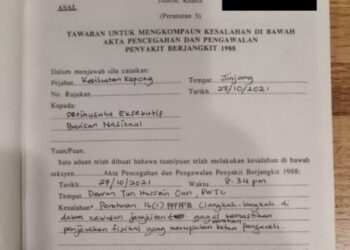 ASAL
(Peraturan 3)
TAWARAN UNTUK MENGKOMPAUN KESALAHAN DI BAWAH
AKTA PENCEGAHAN DAN PENGAWALAN
PENYAKIT BERJANGKIT 1988
Dalam menjawab sila catatkan:
Pejabat. Kesihatan Kepong Tempat Jinjang
No. Rujukan Tarikh 27/10/2021
Kepada:
Setiausaha Eksekutif
Barisan Nasional
Tuan/Puan:
Satu aduan telah dibuat bahawa tuan/puan telah melakukan kesalahan di bawah
seksyen Akta Pencegahan dan Pengawalan Penyakit Berjangkit 1988:
Tarikh 27/10/2021 Waktu 8.34 pm
Tempat Dewan Tun Hussein Onn, PWTC
Kesalahan* Peraturan 16(1) PPPPPB (Langkah-langkah di
dalam kawasan jangkitan gagal memastikan
penjarakan fizikal yang merupakan ketua pengarah.